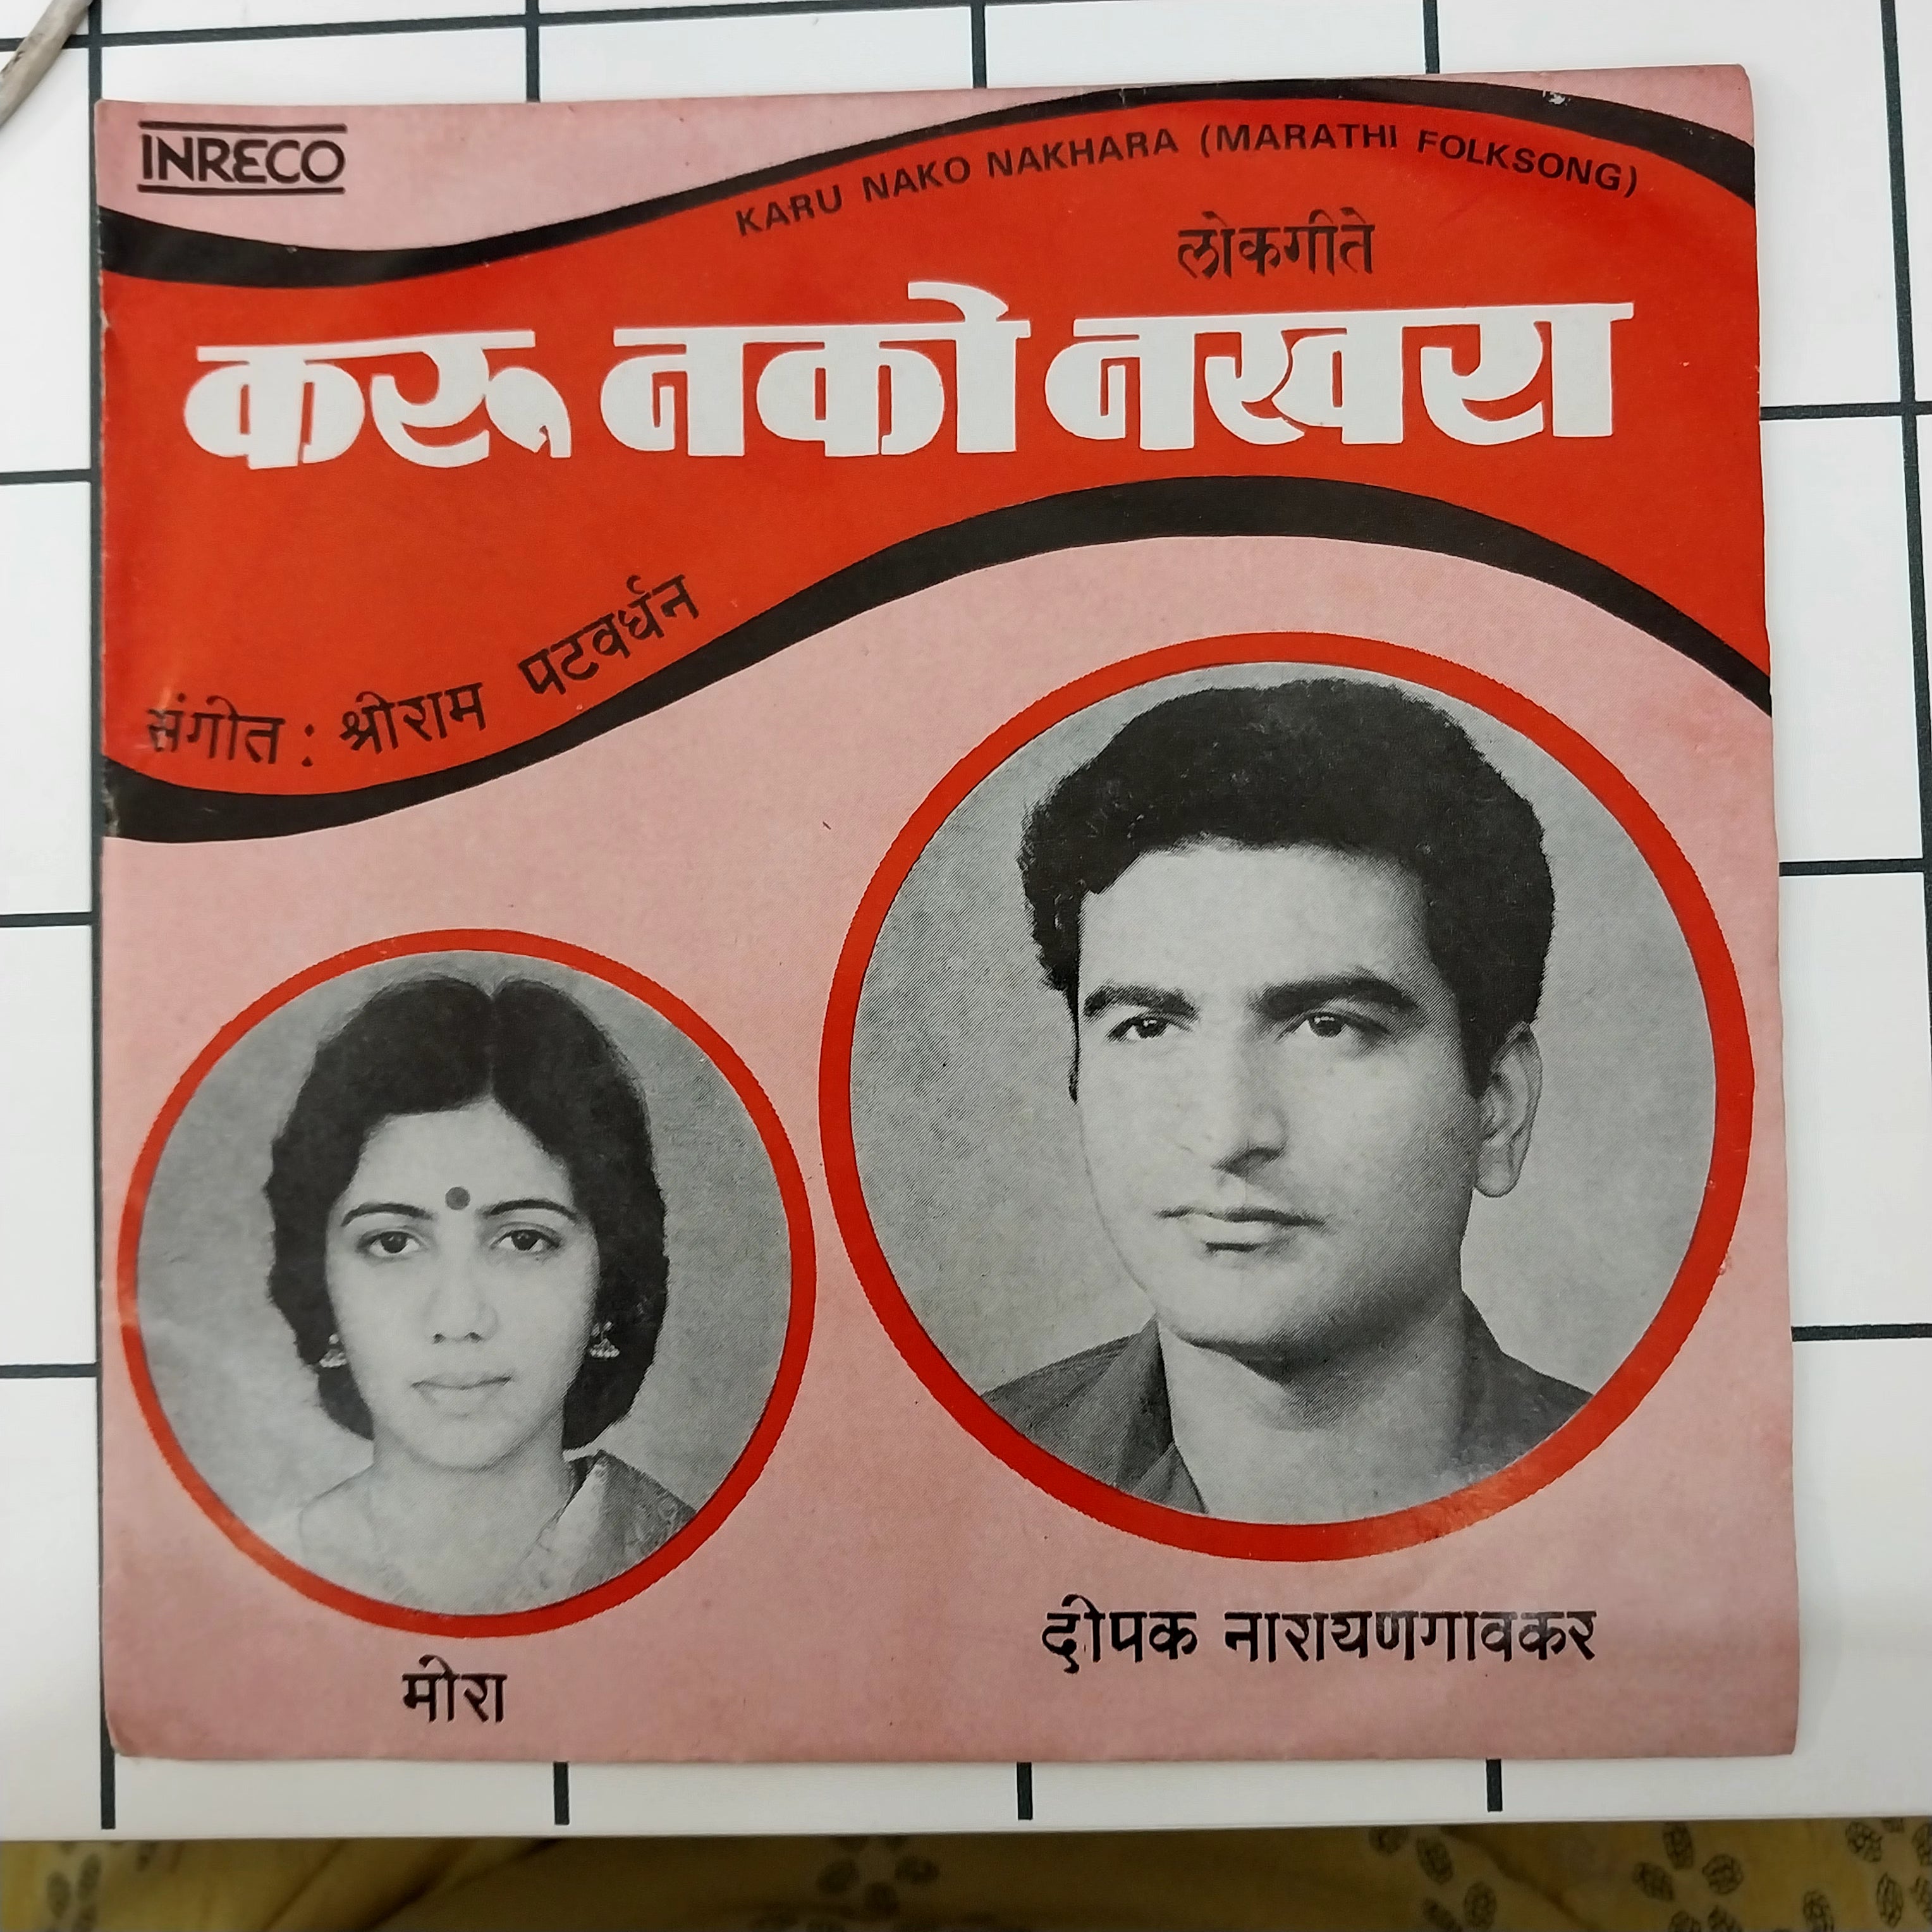 INRECO
KARU NAKO NAKHARA (MARATHI FOLKSONG)
लोकगीते
करू नको नखरा
संगीत : श्रीराम पटवर्धन
मीरा
दीपक नारायणगावकर